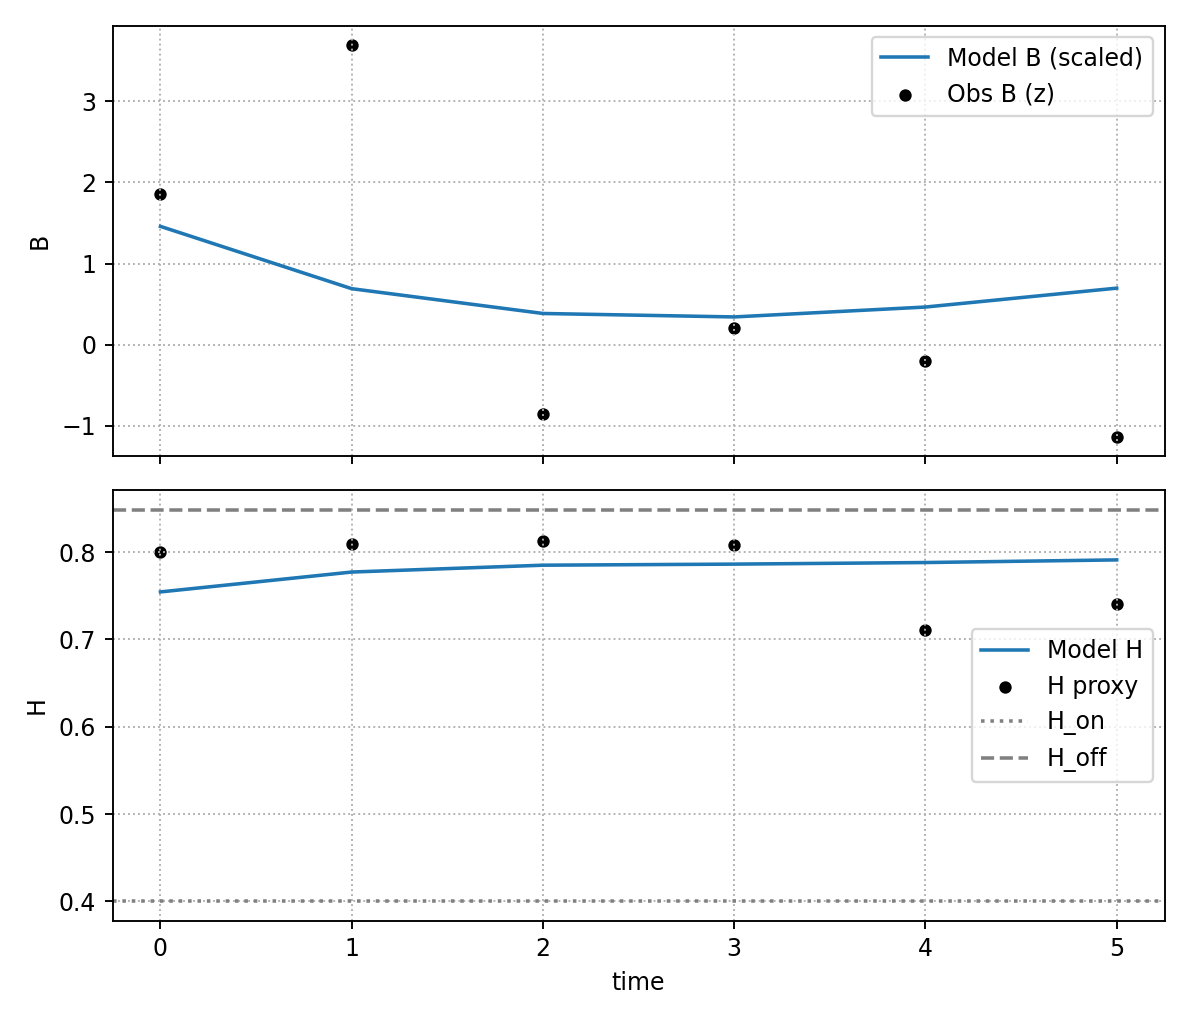 Model B (scaled)
Obs B (z)
3
2
1
0
−1
B
0.8
0.7
0.6
0.5
0.4
H
Model H
H proxy
H_on
H_off
0 1 2 3 4 5
time